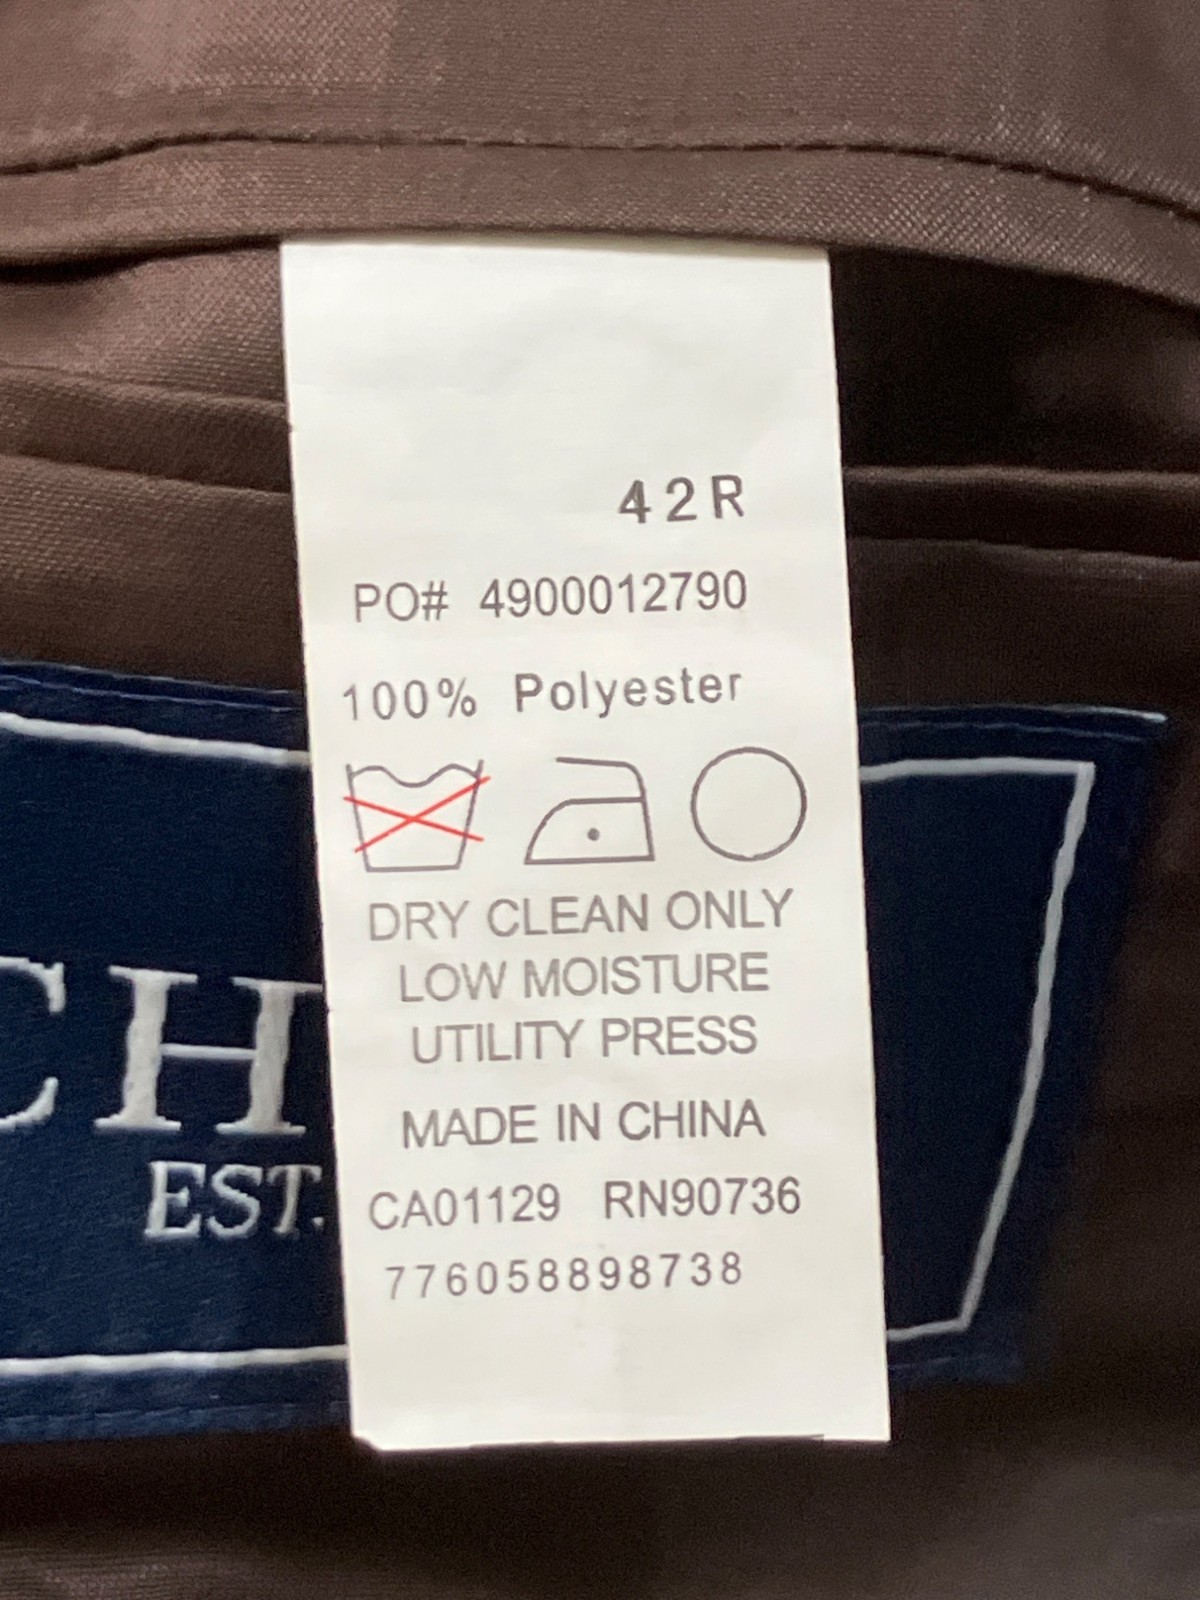 42R
PO# 4900012790
100% Polyester
DRY CLEAN ONLY
LOW MOISTURE
UTILITY PRESS
MADE IN CHINA
CA01129 RN90736
776058898738
CH
EST.